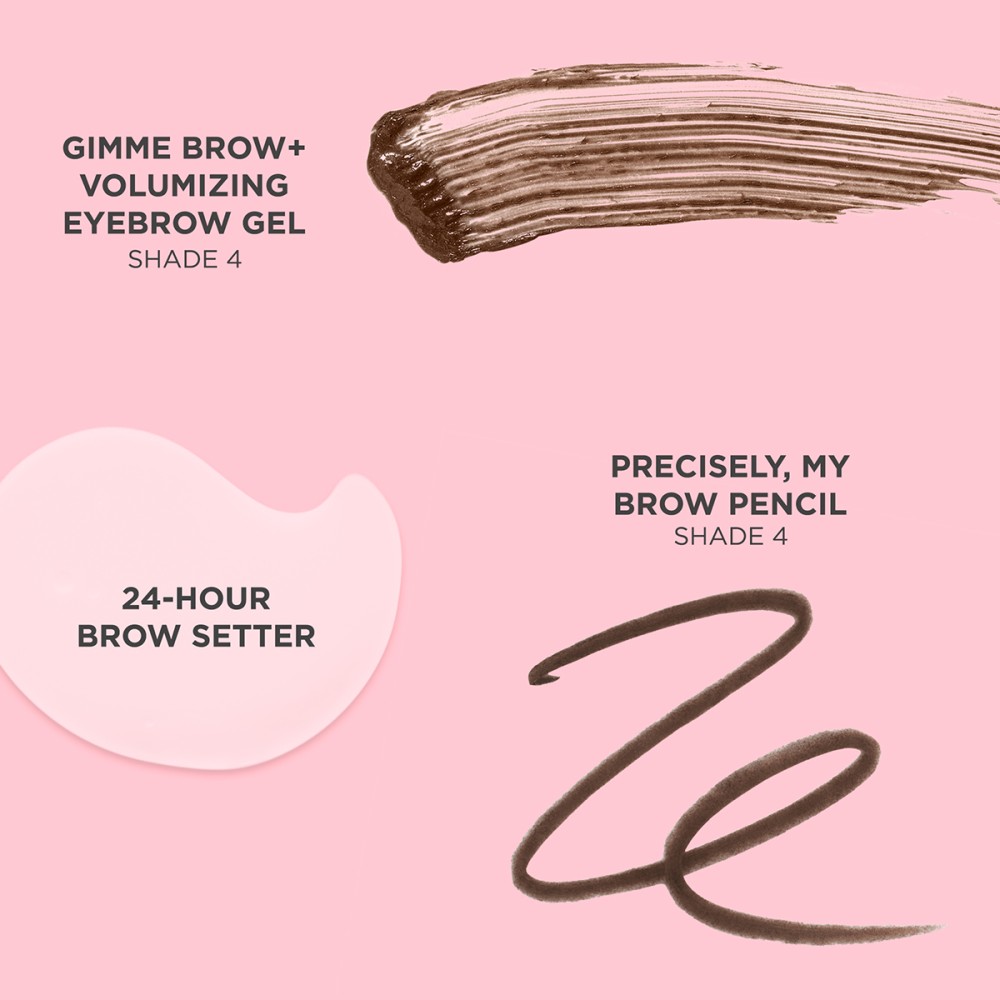 GIMME BROW+
VOLUMIZING
EYEBROW GEL
SHADE 4
24-HOUR
BROW SETTER
PRECISELY, MY
BROW PENCIL
SHADE 4